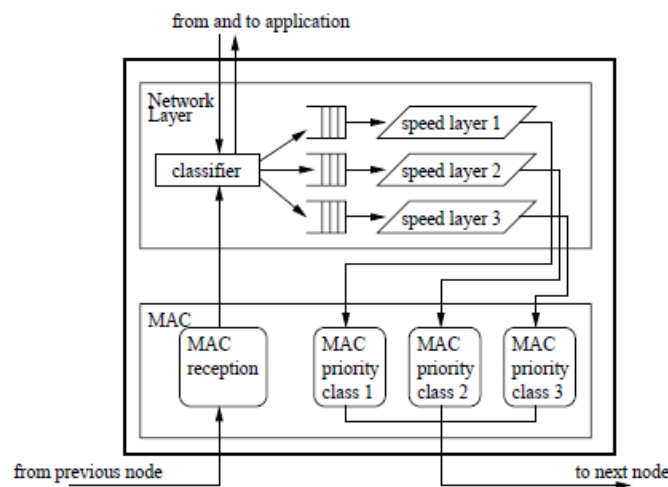 from and to application
Network
Layer
speed layer 1
classifier
speed layer 2
speed layer 3
MAC
MAC
reception
MAC
priority
class 1
MAC
priority
class 2
MAC
priority
class 3
from previous node
to next node